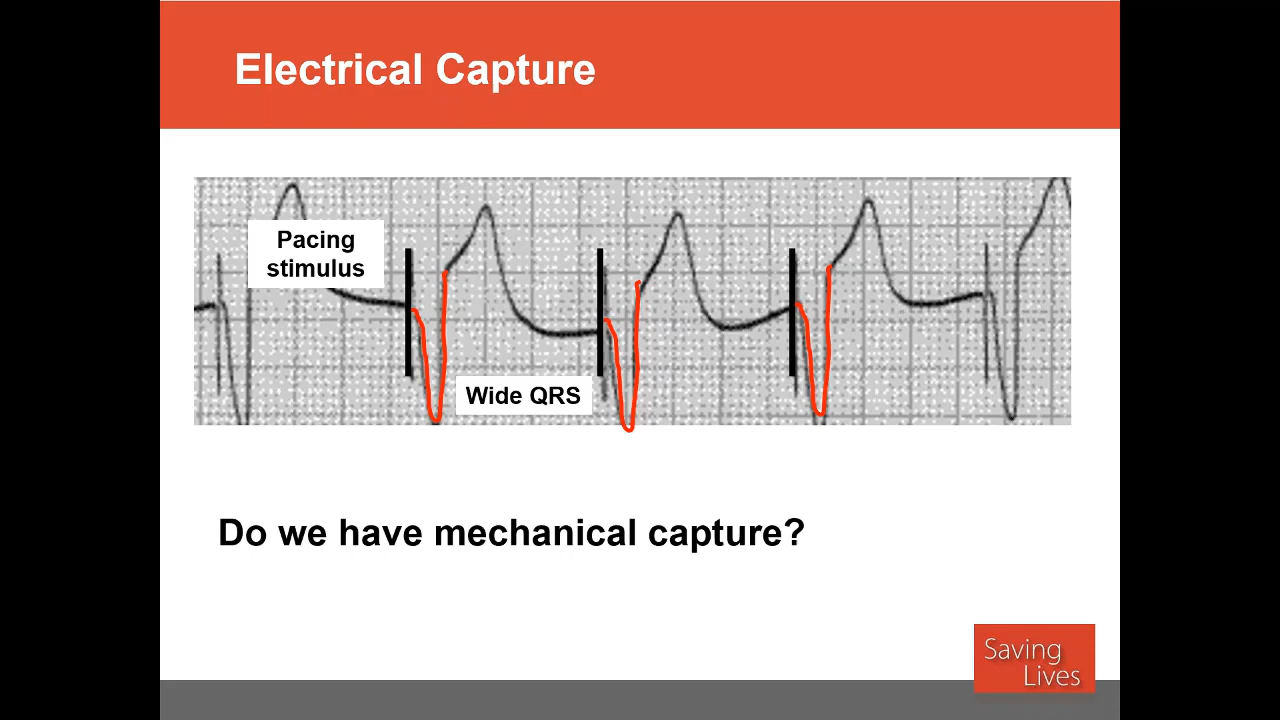 Electrical Capture
Pacing
stimulus
Wide QRS
Do we have mechanical capture?
Saving
Lives